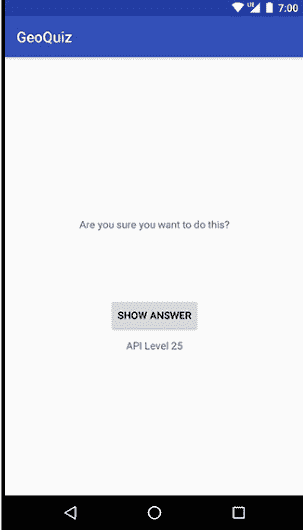 7:00
GeoQuiz
Are you sure you want to do this?
SHOW ANSWER
API Level 25